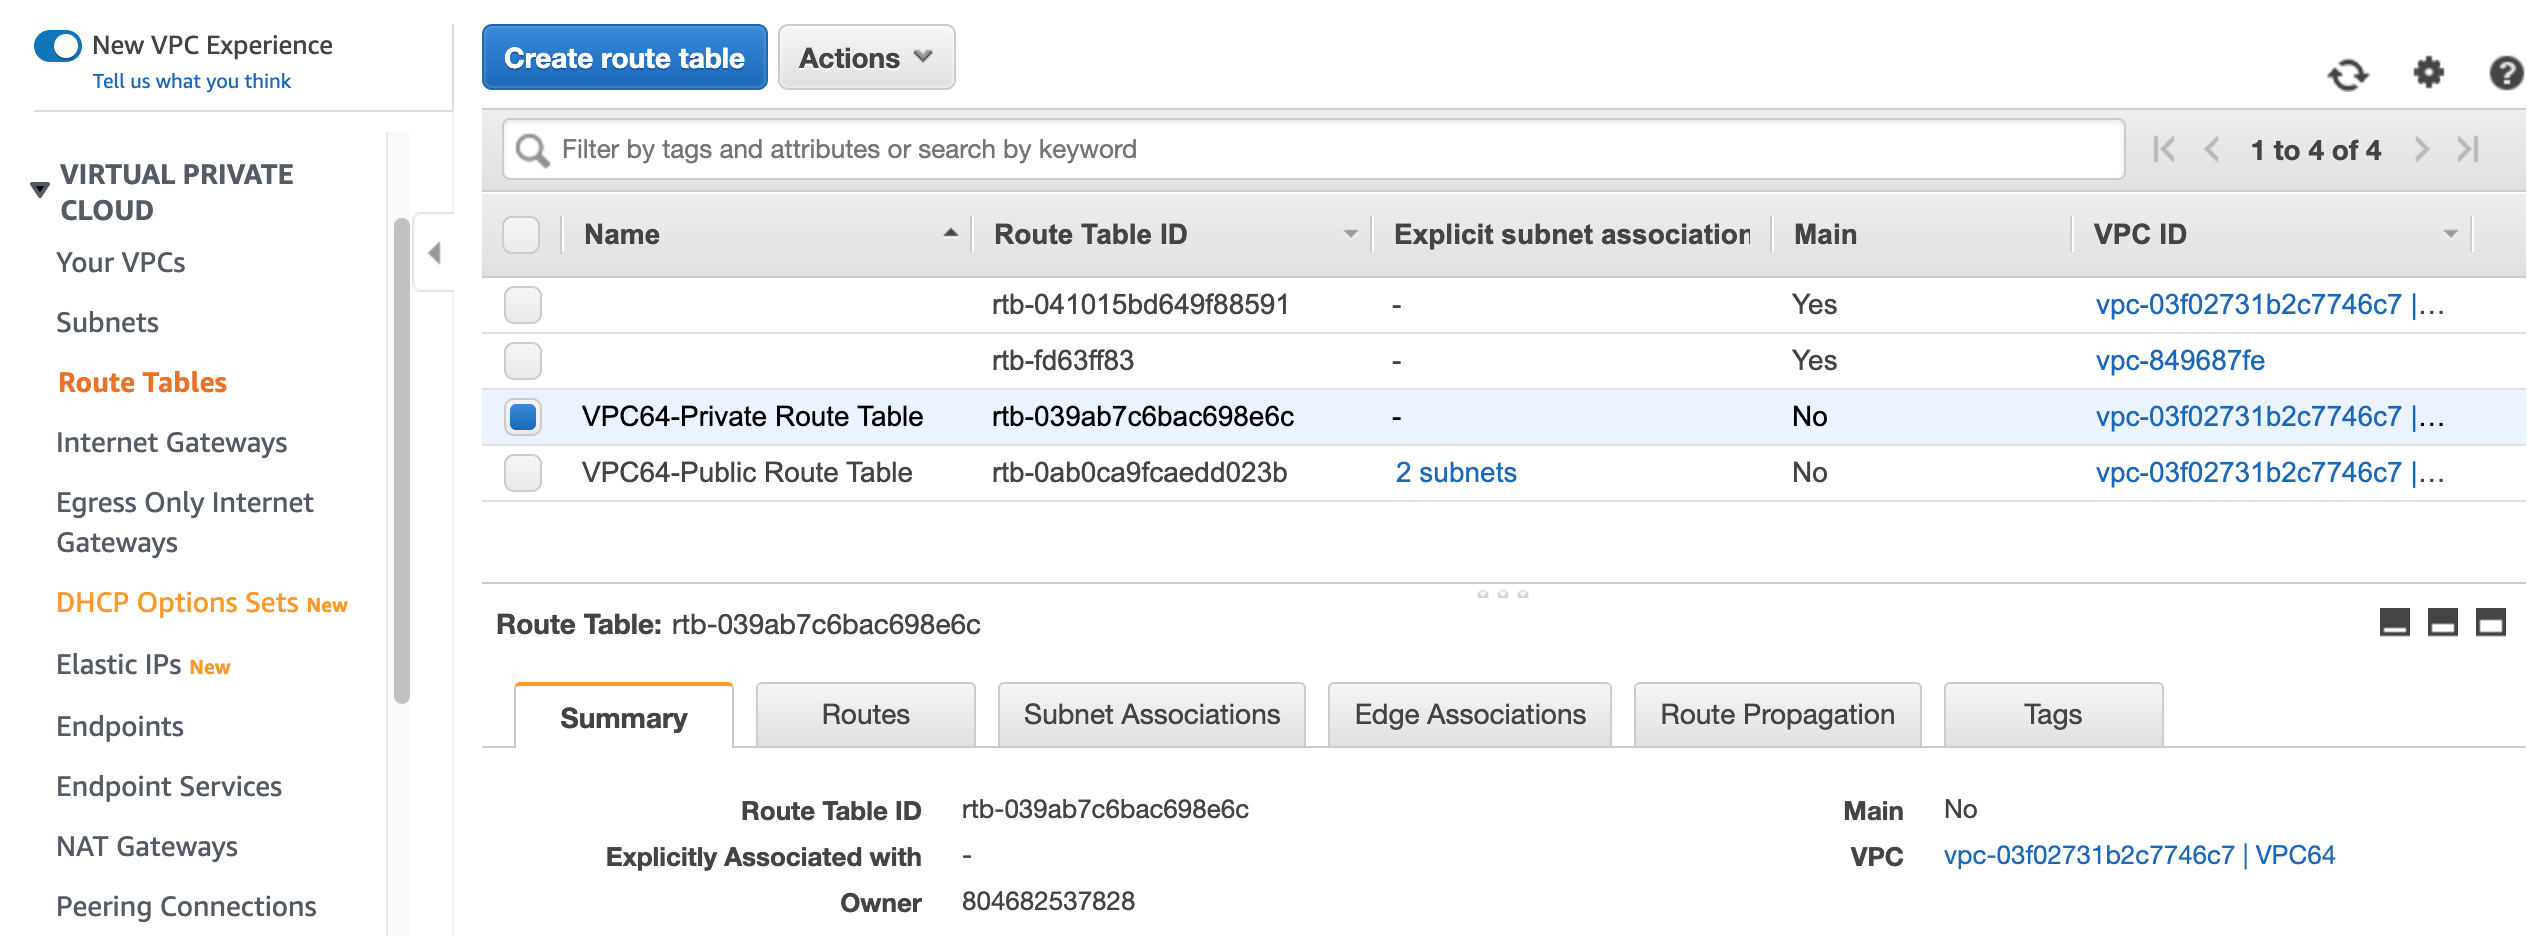 New VPC Experience
Tell us what you think
VIRTUAL PRIVATE
CLOUD
Your VPCs
Subnets
Route Tables
Internet Gateways
Egress Only Internet
Gateways
DHCP Options Sets New
Elastic IPs New
Endpoints
Endpoint Services
NAT Gateways
Peering Connections
Create route table Actions
Filter by tags and attributes or search by keyword 1 to 4 of 4
Name Route Table ID Explicit subnet association Main VPC ID
rtb-041015bd649f88591 - Yes vpc-03f02731b2c7746c7 |...
rtb-fd63ff83 - Yes vpc-849687fe
VPC64-Private Route Table rtb-039ab7c6bac698e6c - No vpc-03f02731b2c7746c7 |...
VPC64-Public Route Table rtb-0ab0ca9fcaedd023b 2 subnets No vpc-03f02731b2c7746c7 |...
Route Table: rtb-039ab7c6bac698e6c
Summary Routes Subnet Associations Edge Associations Route Propagation Tags
Route Table ID rtb-039ab7c6bac698e6c Main No
Explicitly Associated with - VPC vpc-03f02731b2c7746c7 | VPC64
Owner 804682537828